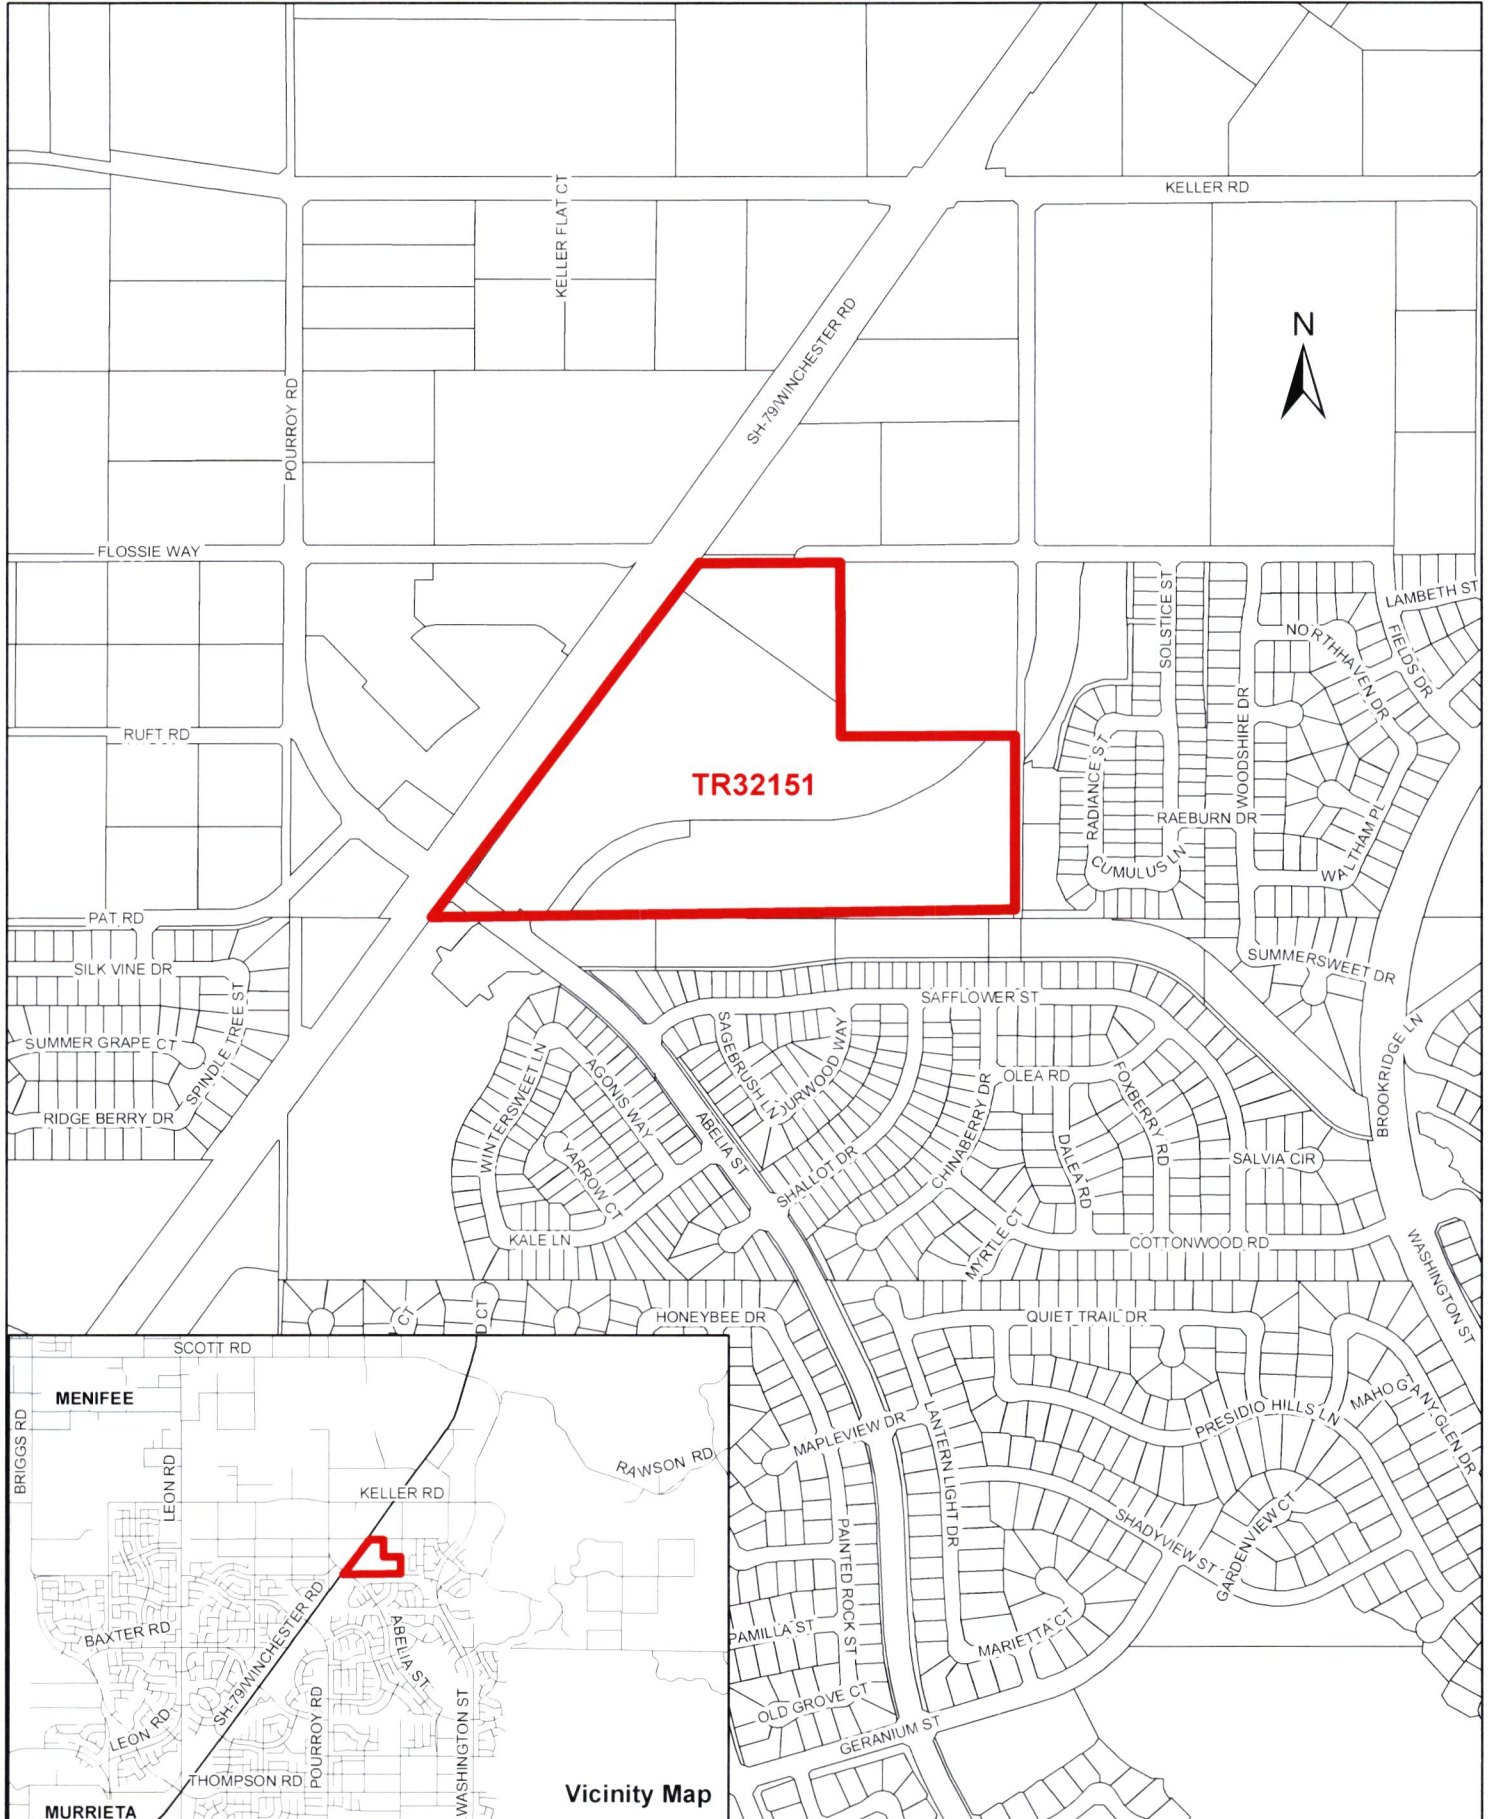 KELLER RD
KELLER FLAT CT
SH-79/WINCHESTER RD
N
POURROY RD
FLOSSIE WAY
SOLSTICE ST
LAMBETH ST
NORTHHAVEN DR
FIELDS DR
WOODSHIRE DR
RUFT RD
RADIANCE ST
TR32151
RAEBURN DR
WALTHAM PL
CUMULUS LN
PAT RD
SILK VINE DR
SUMMERSWEET DR
SAFFLOWER ST
SPINDLE TREE ST
SUMMER GRAPE CT
SAGEBRUSH LN
URWOOD WAY
BROOKRIDGE LN
WINTERSWEET LN
AGONIS WAY
OLEA RD
FOXBERRY RD
CHINABERRY DR
RIDGE BERRY DR
ABELIA ST
DALEA RD
SALVIA CIR
YARROW CT
SHALLOT DR
KALE LN
MYRTLE CT
COTTONWOOD RD
WASHINGTON ST
CT
D CT
HONEYBEE DR
QUIET TRAIL DR
SCOTT RD
MENIFEE
BRIGGS RD
LEON RD
RAWSON RD
KELLER RD
MAPLEVIEW DR
LANTERN LIGHT DR
PRESIDIO HILLS LN
MAHOGANY GLEN DR
PAINTED ROCK ST
SHADYVIEW ST
GARDENVIEW CT
BAXTER RD
SH-79/WINCHESTER RD
ABELIA ST
PAMILLA ST
MARIETTA CT
LEON RD
POURROY RD
WASHINGTON ST
OLD GROVE CT
GERANIUM ST
THOMPSON RD
Vicinity Map
MURRIETA